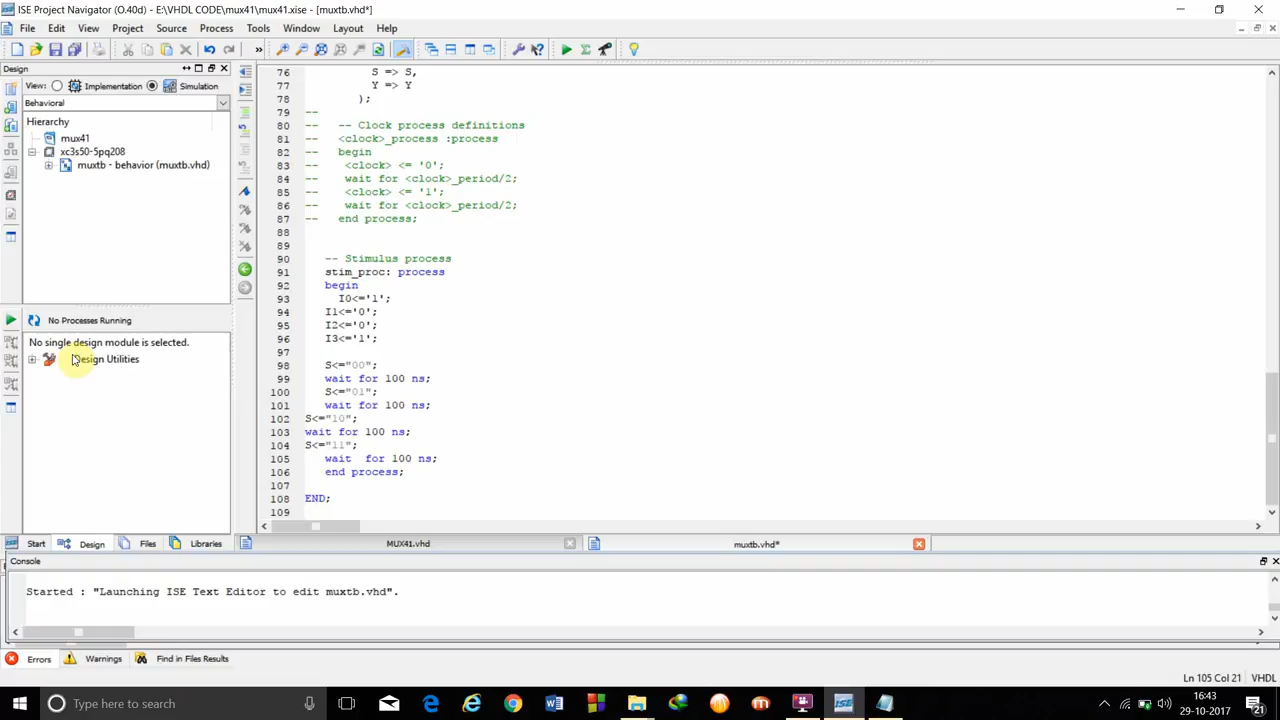 ISE Project Navigator (O.40d) - E:\VHDL CODE\mux41\mux41.xise - [muxtb.vhd*]
File Edit View Project Source Process Tools Window Layout Help
»
Design
View: Implementation Simulation
Behavioral
Hierarchy
mux41
xc3s50-5pq208
muxtb - behavior (muxtb.vhd)
No Processes Running
No single design module is selected.
Design Utilities
Start Design Files Libraries
76 S => S,
77 Y => Y
78 );
79 --
80 -- -- Clock process definitions
81 -- <clock>_process :process
82 -- begin
83 -- <clock> <= '0';
84 -- wait for <clock>_period/2;
85 -- <clock> <= '1';
86 -- wait for <clock>_period/2;
87 -- end process;
88
89
90 -- Stimulus process
91 stim_proc: process
92 begin
93 I0<='1';
94 I1<='0';
95 I2<='0';
96 I3<='1';
97
98 S<="00";
99 wait for 100 ns;
100 S<="01";
101 wait for 100 ns;
102 S<="10";
103 wait for 100 ns;
104 S<="11";
105 wait  for 100 ns;
106 end process;
107
108 END;
109
MUX41.vhd muxtb.vhd*
Console
Started : "Launching ISE Text Editor to edit muxtb.vhd".
Errors Warnings Find in Files Results
Ln 105 Col 21 VHDL
Type here to search
ISE
16:43
29-10-2017
21